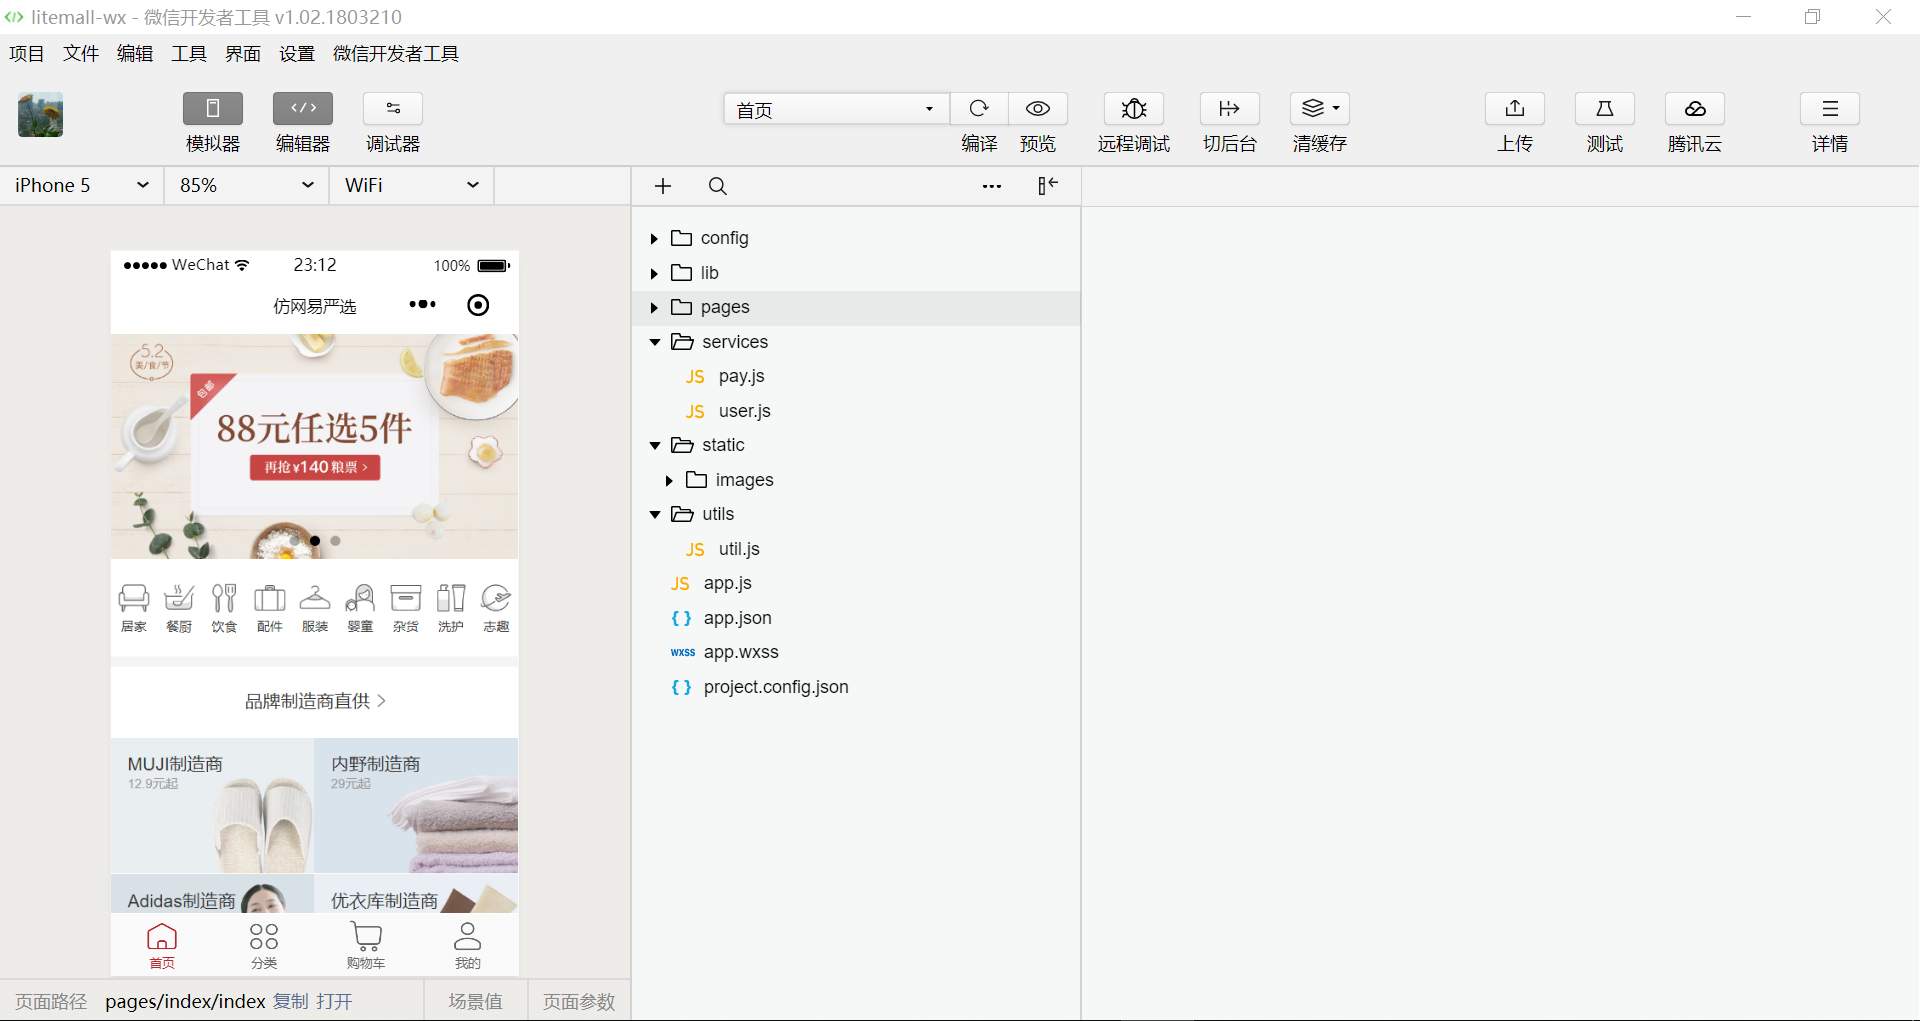 litemall-wx - 微信开发者工具 v1.02.1803210
项目 文件 编辑 工具 界面 设置 微信开发者工具
首页
模拟器 编辑器 调试器 编译 预览 远程调试 切后台 清缓存 上传 测试 腾讯云 详情
iPhone 5 85% WiFi
WeChat 23:12 100%
仿网易严选
5.2
美/食/节
包邮
88元任选5件
再抢¥140粮票 >
居家 餐厨 饮食 配件 服装 婴童 杂货 洗护 志趣
品牌制造商直供
MUJI制造商
12.9元起
内野制造商
29元起
Adidas制造商
优衣库制造商
首页 分类 购物车 我的
页面路径 pages/index/index 复制 打开 场景值 页面参数
config
lib
pages
services
JS pay.js
JS user.js
static
images
utils
JS util.js
JS app.js
{ } app.json
wxss app.wxss
{ } project.config.json